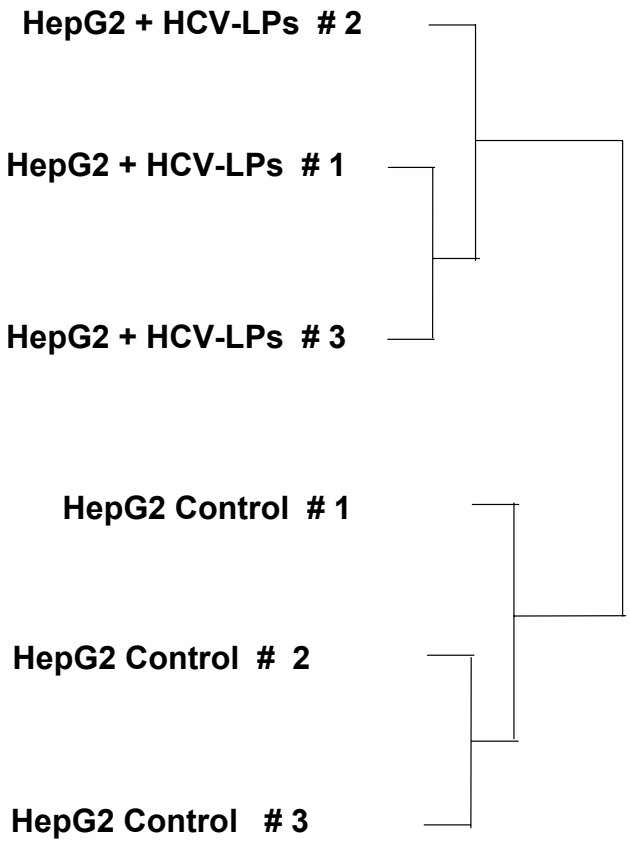 HepG2 + HCV-LPs # 2
HepG2 + HCV-LPs # 1
HepG2 + HCV-LPs # 3
HepG2 Control # 1
HepG2 Control # 2
HepG2 Control # 3